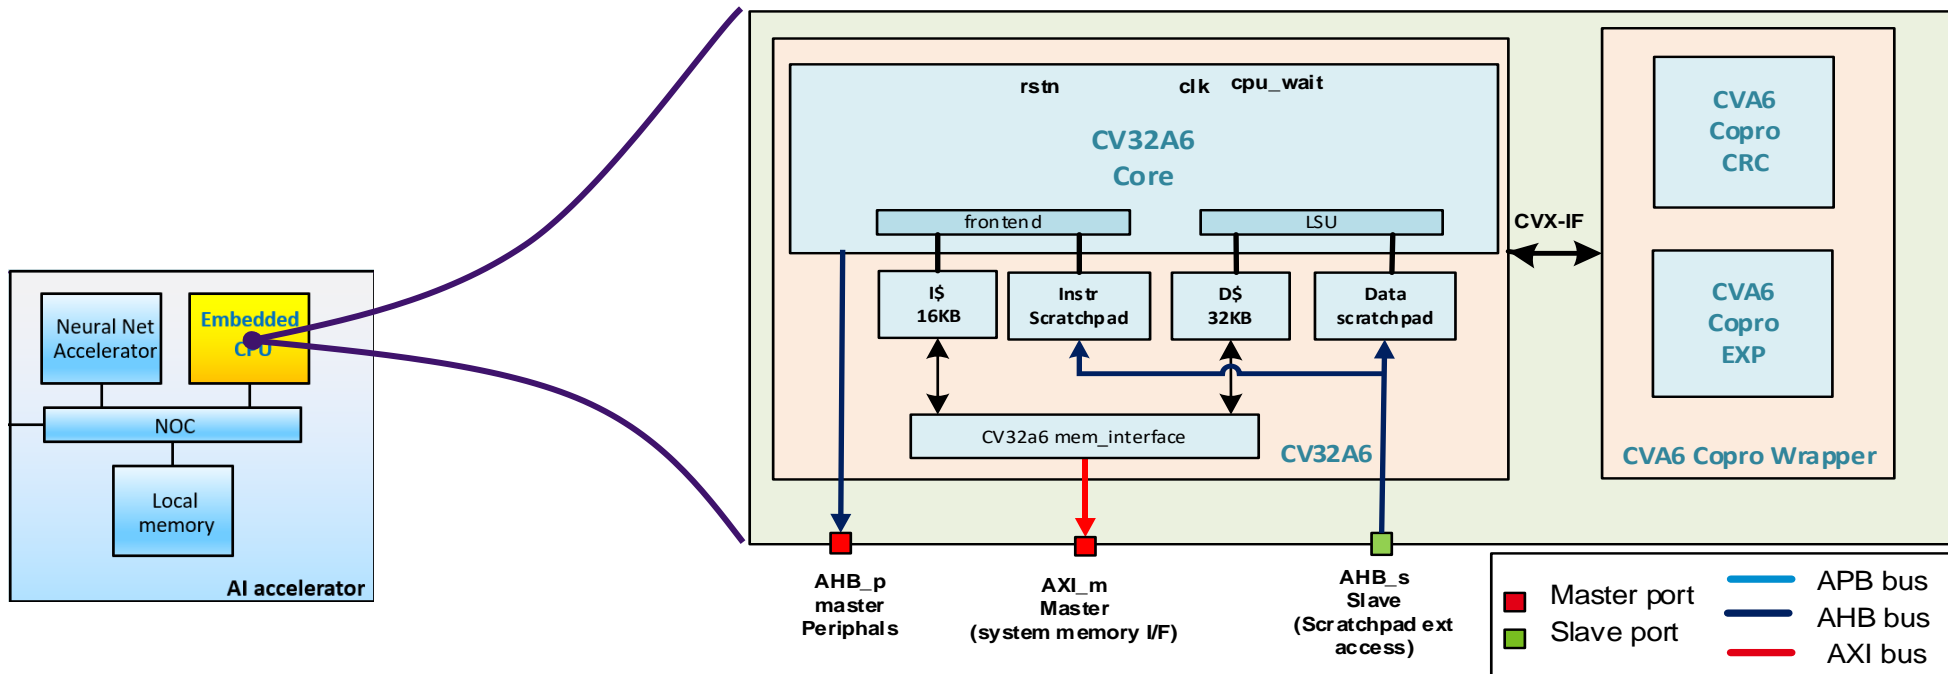 Neural Net
Accelerator
Embedded
CPU
NOC
Local
memory
AI accelerator
rstn
clk
cpu_wait
CV32A6
Core
frontend
LSU
I$
16KB
Instr
Scratchpad
D$
32KB
Data
scratchpad
CV32a6 mem_interface
CV32A6
CVX-IF
CVA6
Copro
CRC
CVA6
Copro
EXP
CVA6 Copro Wrapper
AHB_p
master
Periphals
AXI_m
Master
(system memory I/F)
AHB_s
Slave
(Scratchpad ext
access)
Master port
Slave port
APB bus
AHB bus
AXI bus